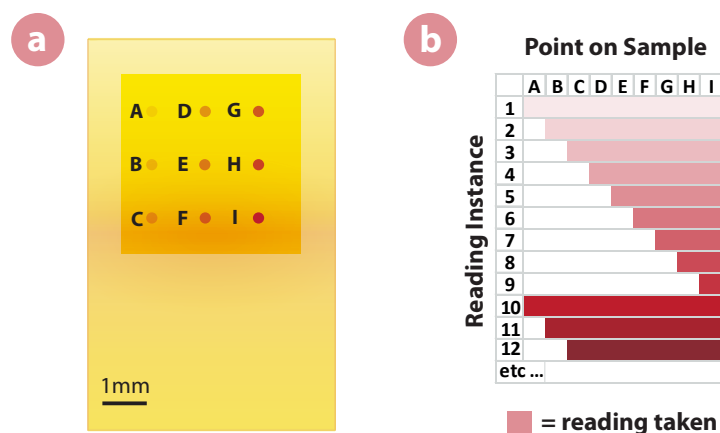 a
A D G
B E H
C F I
1mm
b
Point on Sample
A B C D E F G H I
Reading Instance
1
2
3
4
5
6
7
8
9
10
11
12
etc ...
= reading taken